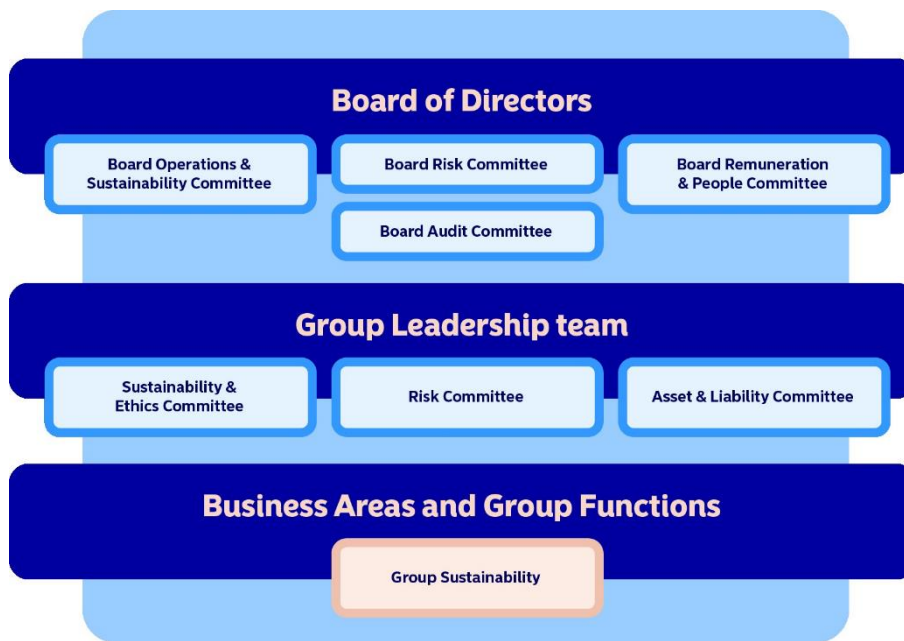 Board of Directors
Board Operations &
Sustainability Committee
Board Risk Committee
Board Remuneration
& People Committee
Board Audit Committee
Group Leadership team
Sustainability &
Ethics Committee
Risk Committee
Asset & Liability Committee
Business Areas and Group Functions
Group Sustainability